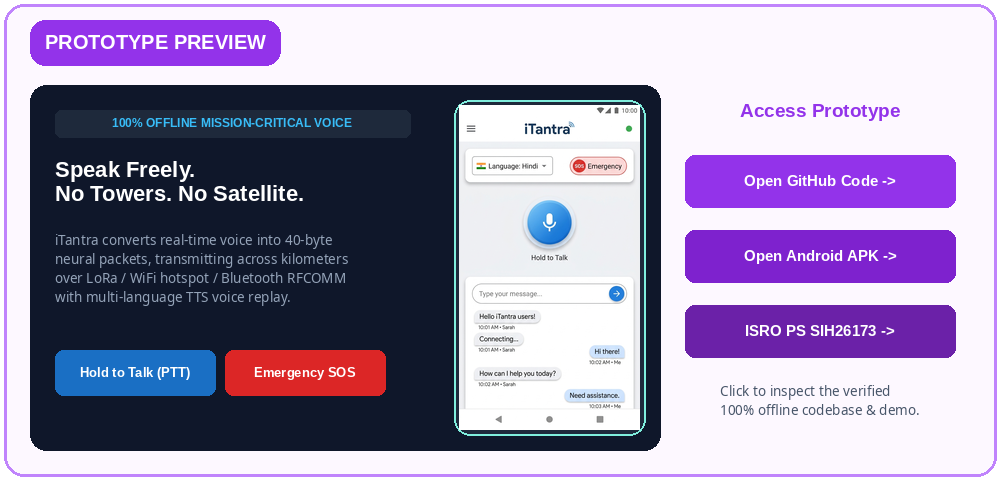 PROTOTYPE PREVIEW
100% OFFLINE MISSION-CRITICAL VOICE
Speak Freely.
No Towers. No Satellite.
iTantra converts real-time voice into 40-byte
neural packets, transmitting across kilometers
over LoRa / WiFi hotspot / Bluetooth RFCOMM
with multi-language TTS voice replay.
Hold to Talk (PTT)
Emergency SOS
10:00
iTantra
Language: Hindi
SOS Emergency
Hold to Talk
Type your message...
Hello iTantra users!
10:01 AM • Sarah
Connecting...
10:01 AM • Sarah
Hi there!
10:02 AM • Me
How can I help you today?
10:02 AM • Sarah
Need assistance.
10:03 AM • Me
Access Prototype
Open GitHub Code ->
Open Android APK ->
ISRO PS SIH26173 ->
Click to inspect the verified
100% offline codebase & demo.